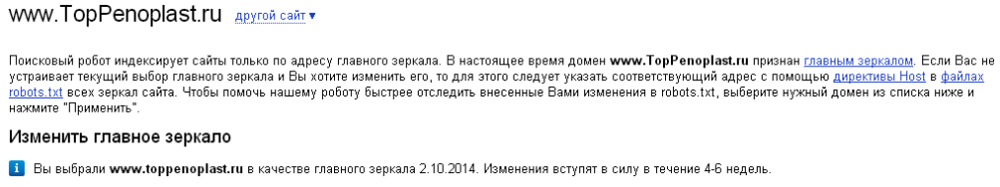 www.TopPenoplast.ru другой сайт ▾
Поисковый робот индексирует сайты только по адресу главного зеркала. В настоящее время домен www.TopPenoplast.ru признан главным зеркалом. Если Вас не
устраивает текущий выбор главного зеркала и Вы хотите изменить его, то для этого следует указать соответствующий адрес с помощью директивы Host в файлах
robots.txt всех зеркал сайта. Чтобы помочь нашему роботу быстрее отследить внесенные Вами изменения в robots.txt, выберите нужный домен из списка ниже и
нажмите "Применить".
Изменить главное зеркало
i Вы выбрали www.toppenoplast.ru в качестве главного зеркала 2.10.2014. Изменения вступят в силу в течение 4-6 недель.